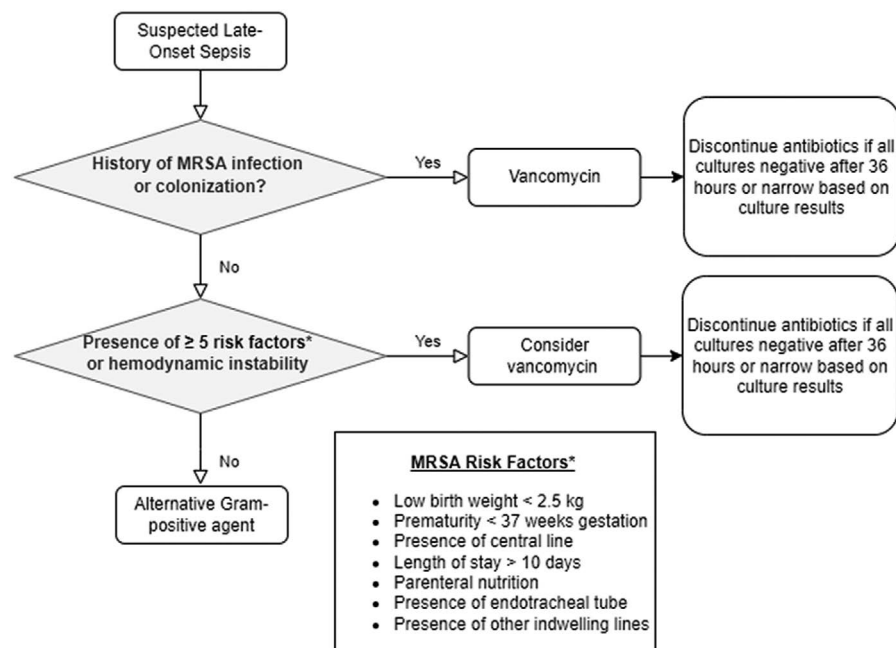 Suspected Late-
Onset Sepsis
History of MRSA infection
or colonization?
Yes
Vancomycin
Discontinue antibiotics if all
cultures negative after 36
hours or narrow based on
culture results
No
Presence of ≥ 5 risk factors*
or hemodynamic instability
Yes
Consider
vancomycin
Discontinue antibiotics if all
cultures negative after 36
hours or narrow based on
culture results
No
Alternative Gram-
positive agent
MRSA Risk Factors*
• Low birth weight < 2.5 kg
• Prematurity < 37 weeks gestation
• Presence of central line
• Length of stay > 10 days
• Parenteral nutrition
• Presence of endotracheal tube
• Presence of other indwelling lines